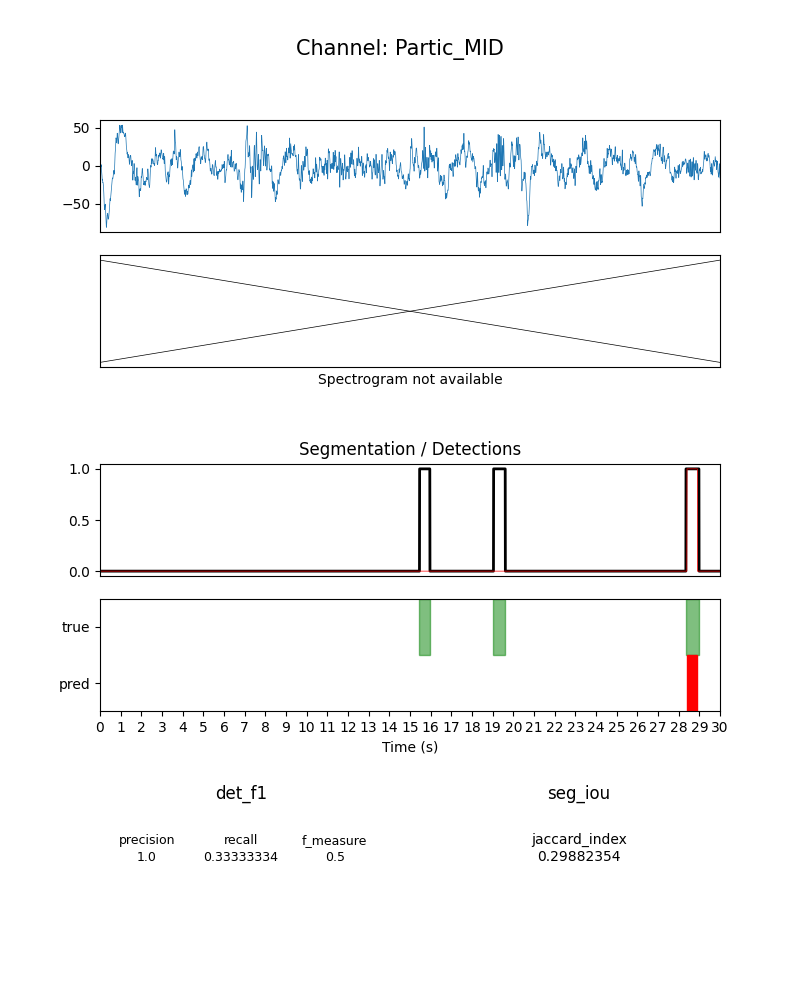 Channel: Partic_MID
50
0
−50
Spectrogram not available
Segmentation / Detections
1.0
0.5
0.0
true
pred
0 1 2 3 4 5 6 7 8 9 10 11 12 13 14 15 16 17 18 19 20 21 22 23 24 25 26 27 28 29 30
Time (s)
det_f1 seg_iou
precision recall f_measure jaccard_index
1.0 0.33333334 0.5 0.29882354